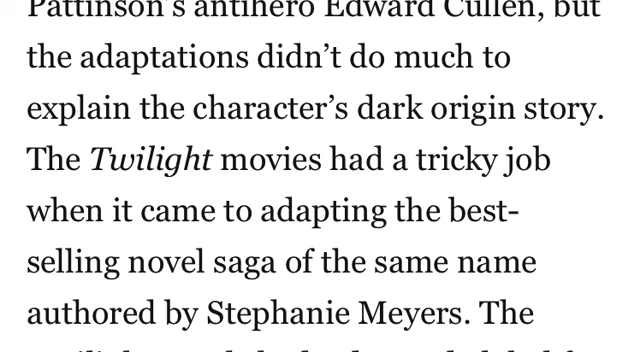 Pattinson's antihero Edward Cullen, but
the adaptations didn’t do much to
explain the character’s dark origin story.
The Twilight movies had a tricky job
when it came to adapting the best-
selling novel saga of the same name
authored by Stephanie Meyers. The